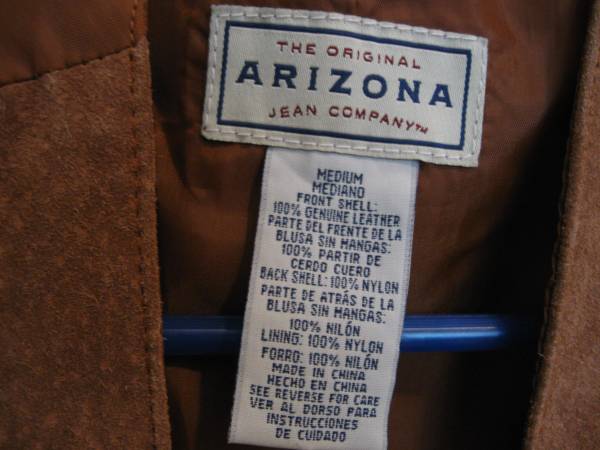 THE ORIGINAL
ARIZONA
JEAN COMPANY™
MEDIUM
MEDIANO
FRONT SHELL:
100% GENUINE LEATHER
PARTE DEL FRENTE DE LA
BLUSA SIN MANGAS:
100% PARTIR DE
CERDO CUERO
BACK SHELL: 100% NYLON
PARTE DE ATRÁS DE LA
BLUSA SIN MANGAS:
100% NILÓN
LINING: 100% NYLON
FORRO: 100% NILÓN
MADE IN CHINA
HECHO EN CHINA
SEE REVERSE FOR CARE
VER AL DORSO PARA
INSTRUCCIONES
DE CUIDADO